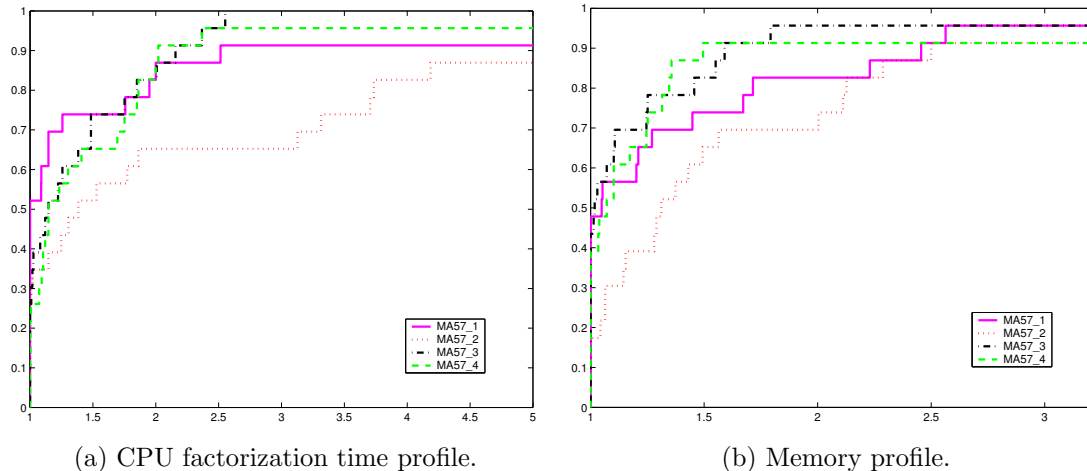 1
0.9
0.8
0.7
0.6
0.5
0.4
0.3
0.2
0.1
0
1 1.5 2 2.5 3 3.5 4 4.5 5
MA57_1
MA57_2
MA57_3
MA57_4
(a) CPU factorization time profile.
1
0.9
0.8
0.7
0.6
0.5
0.4
0.3
0.2
0.1
0
1 1.5 2 2.5 3
MA57_1
MA57_2
MA57_3
MA57_4
(b) Memory profile.